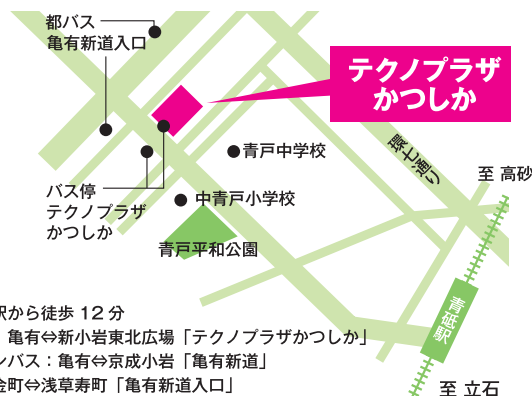 都バス
亀有新道入口
テクノプラザ
かつしか
環七通り
至 高砂
青戸中学校
バス停
テクノプラザ
かつしか
中青戸小学校
青戸平和公園
青砥駅
駅から徒歩 12 分
亀有⇔新小岩東北広場「テクノプラザかつしか」
ンバス：亀有⇔京成小岩「亀有新道」
金町⇔浅草寿町「亀有新道入口」
至 立石